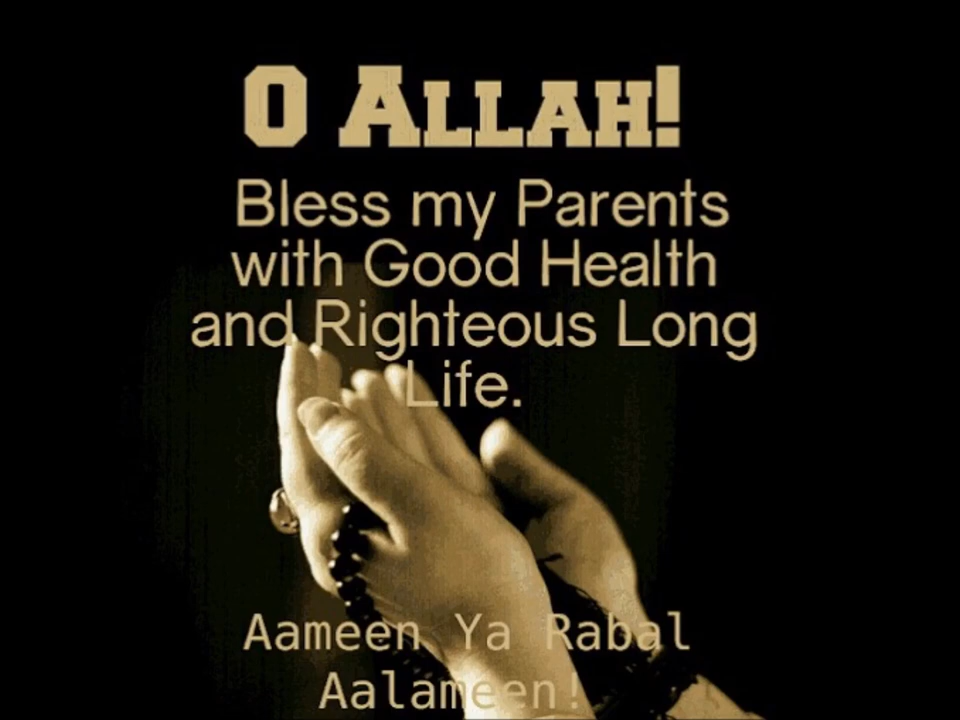 O ALLAH!
Bless my Parents
with Good Health
and Righteous Long
Life.
Aameen Ya Rabal
Aalameen!